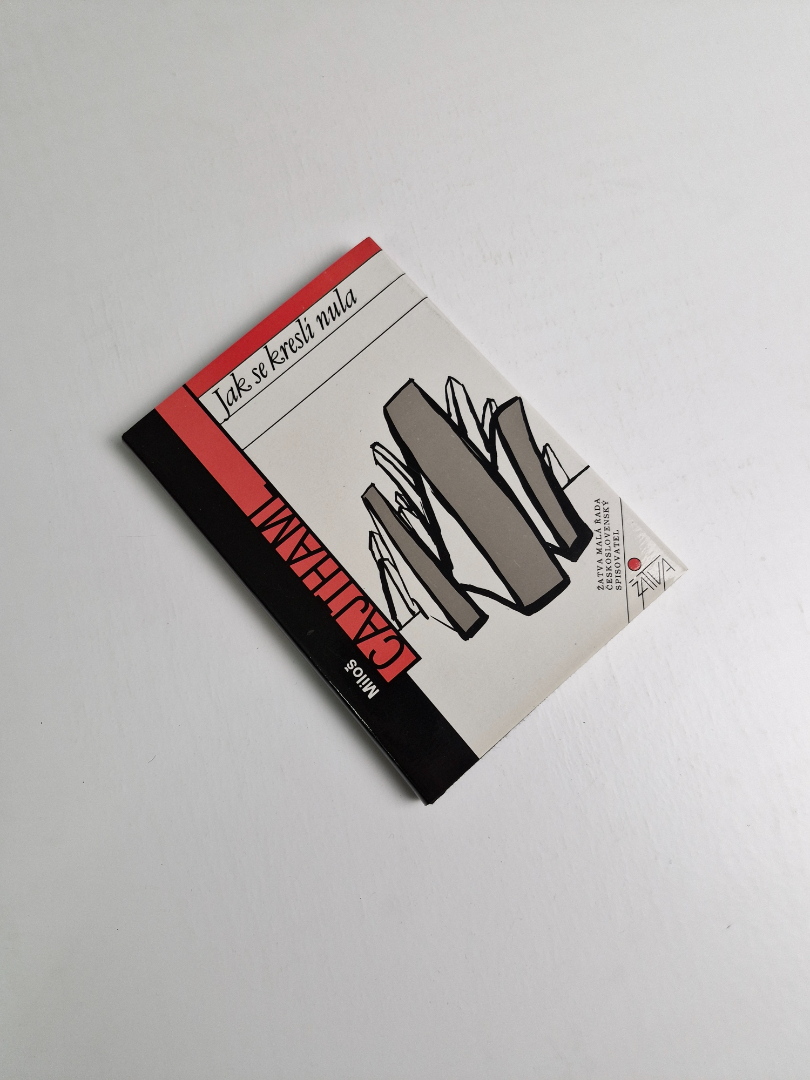 Jak se kreslí nula
Miloš
CAJTHAML
ŽATVA MALÁ ŘADA
ČESKOSLOVENSKÝ
SPISOVATEL
ŽATVA